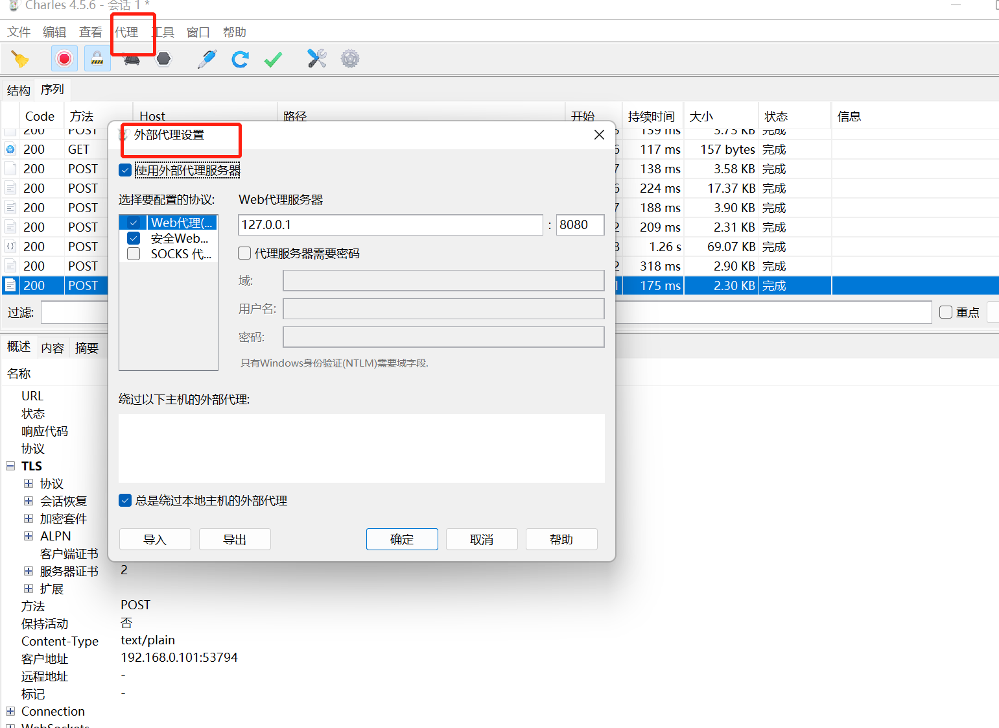 Charles 4.5.6 - 会话 1 *
文件 编辑 查看 代理 工具 窗口 帮助
结构 序列
Code 方法 Host 路径 开始 持续时间 大小 状态 信息
200 POST 159 ms 3.73 KB 完成
200 GET 6 117 ms 157 bytes 完成
200 POST 7 138 ms 3.58 KB 完成
200 POST 6 224 ms 17.37 KB 完成
200 POST 7 188 ms 3.90 KB 完成
200 POST 2 209 ms 2.31 KB 完成
200 POST 3 1.26 s 69.07 KB 完成
200 POST 2 318 ms 2.90 KB 完成
200 POST 1 175 ms 2.30 KB 完成
过滤: 重点
外部代理设置
使用外部代理服务器
选择要配置的协议:
Web代理(...
安全Web...
SOCKS 代...
Web代理服务器
127.0.0.1 : 8080
代理服务器需要密码
域:
用户名:
密码:
只有Windows身份验证(NTLM)需要域字段.
绕过以下主机的外部代理:
总是绕过本地主机的外部代理
导入 导出 确定 取消 帮助
概述 内容 摘要
名称
URL
状态
响应代码
协议
TLS
协议
会话恢复
加密套件
ALPN
客户端证书
服务器证书 2
扩展
方法 POST
保持活动 否
Content-Type text/plain
客户地址 192.168.0.101:53794
远程地址 -
标记 -
Connection
WebSockets